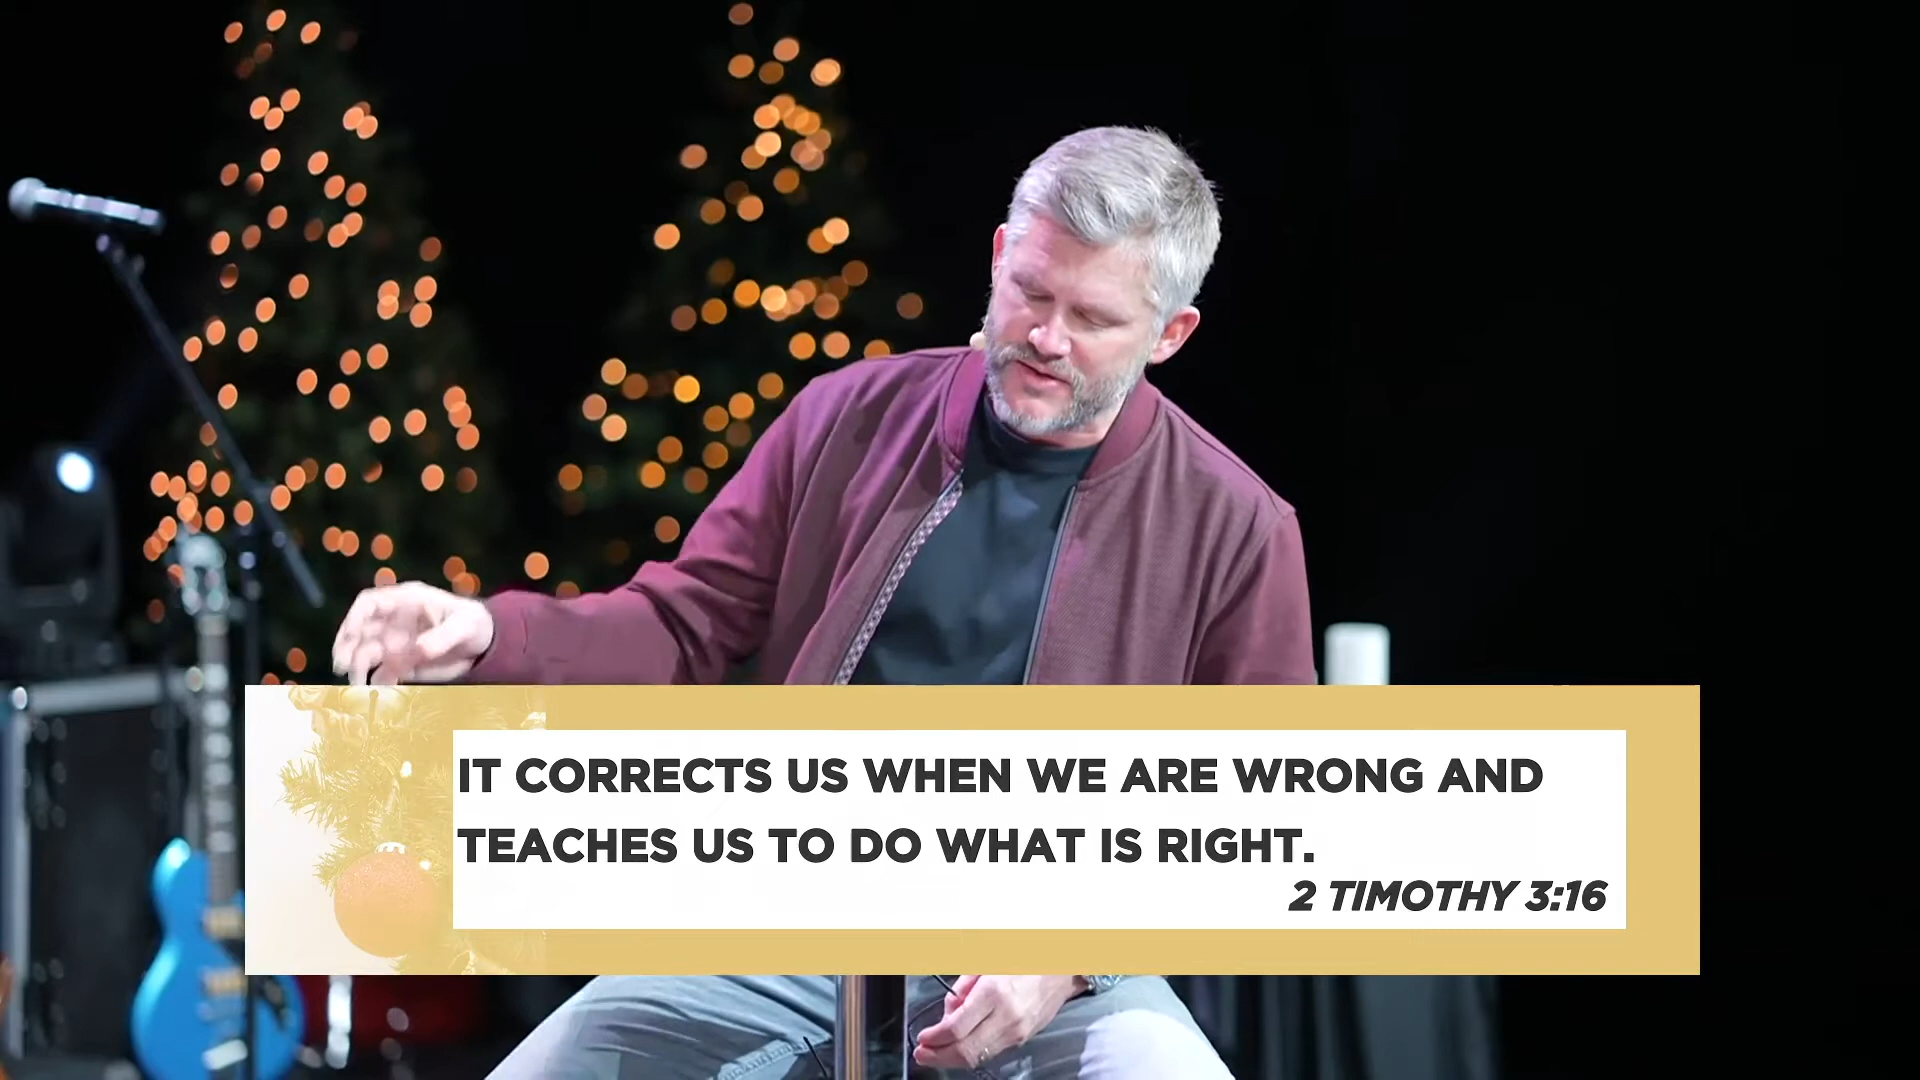 IT CORRECTS US WHEN WE ARE WRONG AND
TEACHES US TO DO WHAT IS RIGHT.
2 TIMOTHY 3:16